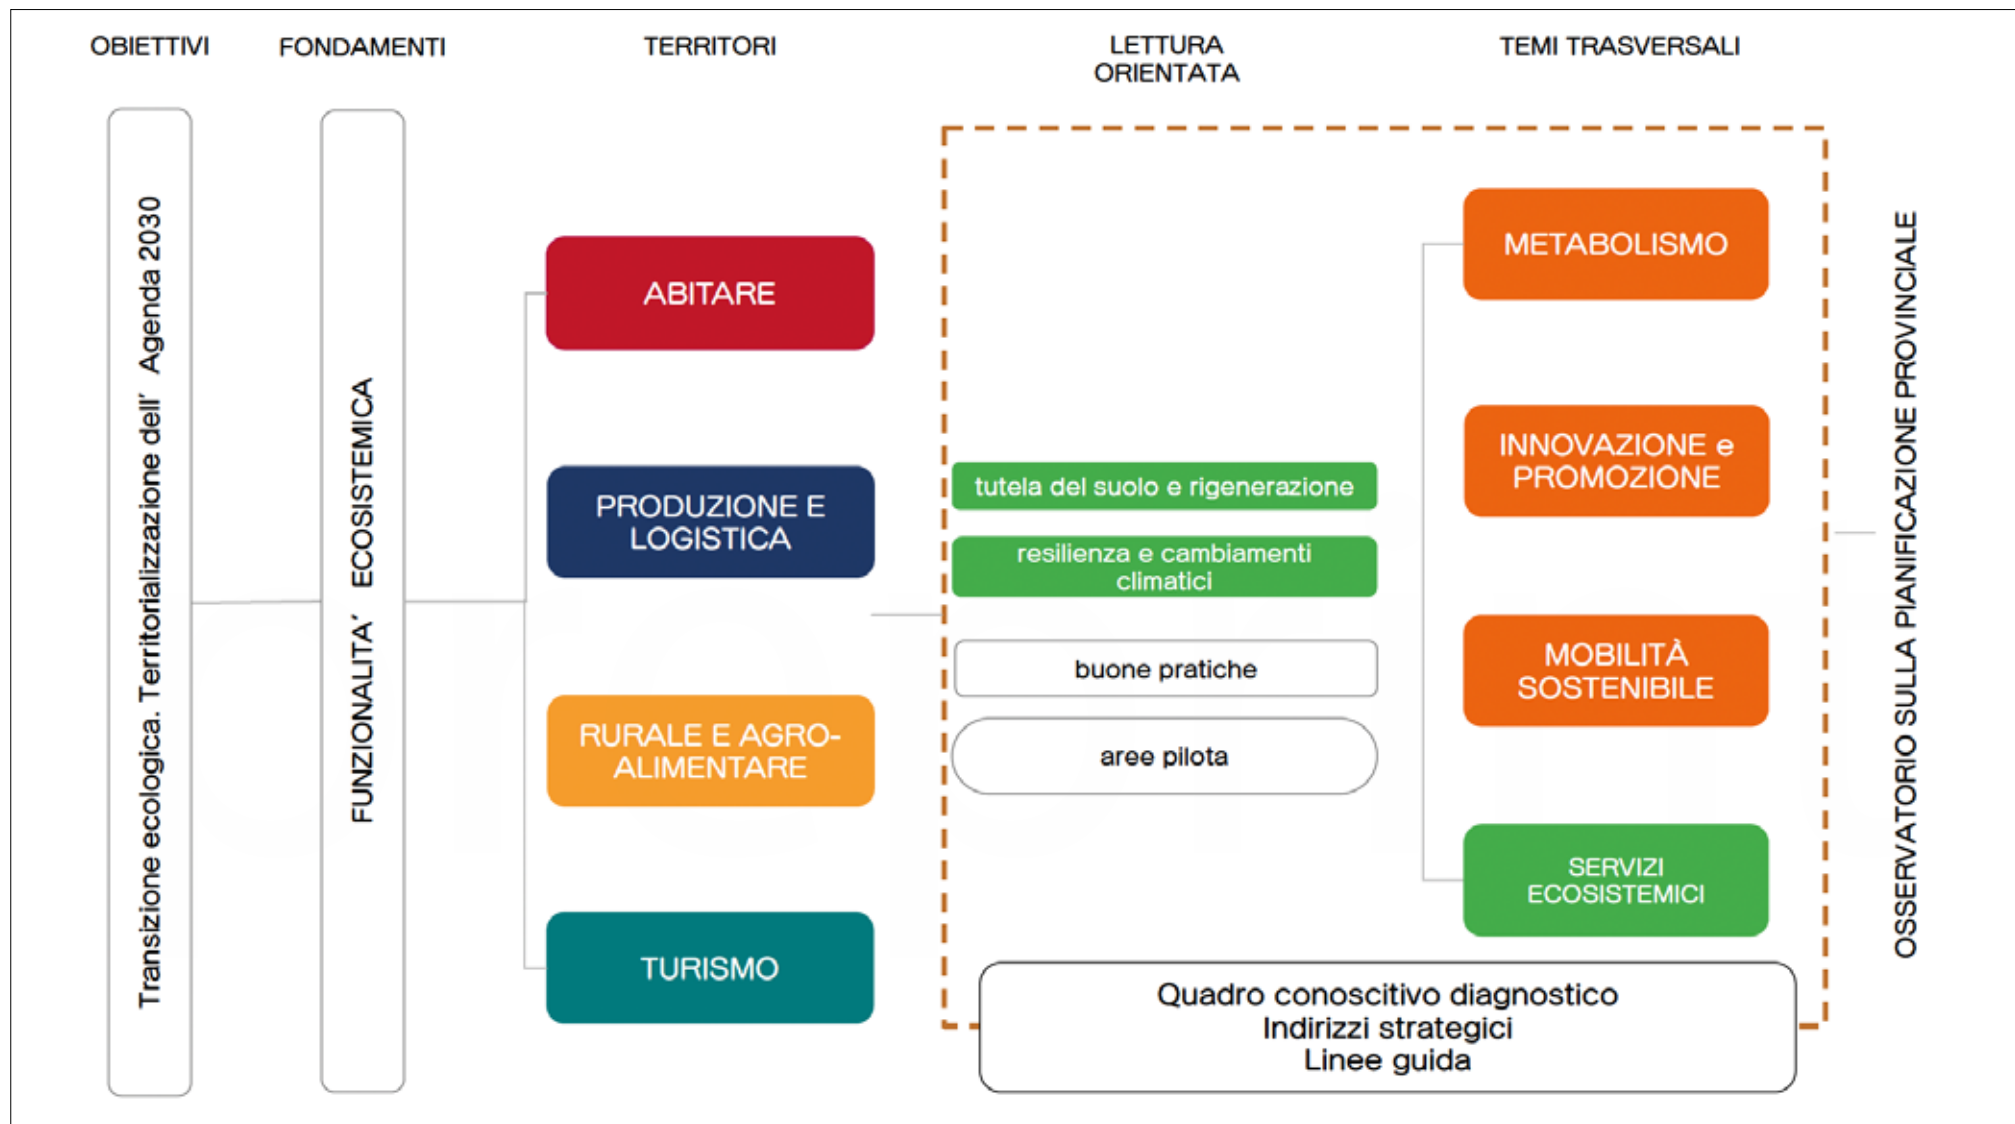 OBIETTIVI
FONDAMENTI
TERRITORI
LETTURA
ORIENTATA
TEMI TRASVERSALI
Transizione ecologica. Territorializzazione dell' Agenda 2030
FUNZIONALITA' ECOSISTEMICA
ABITARE
PRODUZIONE E
LOGISTICA
RURALE E AGRO-
ALIMENTARE
TURISMO
tutela del suolo e rigenerazione
resilienza e cambiamenti
climatici
buone pratiche
aree pilota
METABOLISMO
INNOVAZIONE e
PROMOZIONE
MOBILITÀ
SOSTENIBILE
SERVIZI
ECOSISTEMICI
Quadro conoscitivo diagnostico
Indirizzi strategici
Linee guida
OSSERVATORIO SULLA PIANIFICAZIONE PROVINCIALE